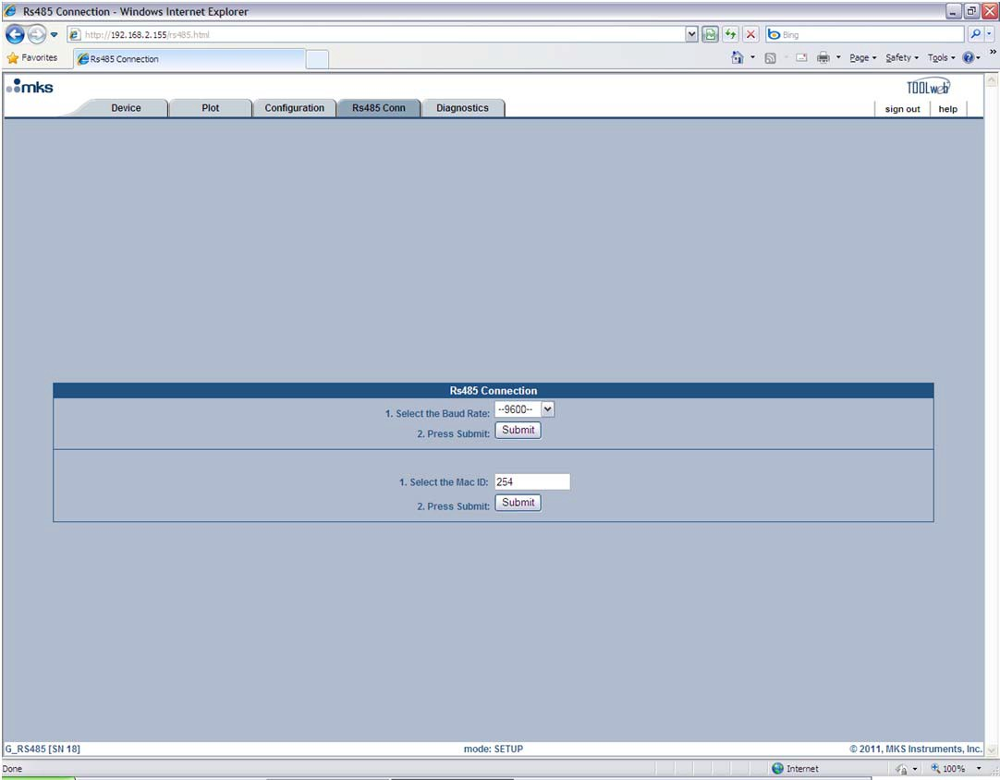 Rs485 Connection - Windows Internet Explorer
http://192.168.2.155/rs485.html
Bing
Favorites
Rs485 Connection
Page
Safety
Tools
mks
TOOLweb
Device
Plot
Configuration
Rs485 Conn
Diagnostics
sign out
help
Rs485 Connection
1. Select the Baud Rate: --9600--
2. Press Submit: Submit
1. Select the Mac ID: 254
2. Press Submit: Submit
G_RS485 [SN 18]
mode: SETUP
© 2011, MKS Instruments, Inc.
Done
Internet
100%